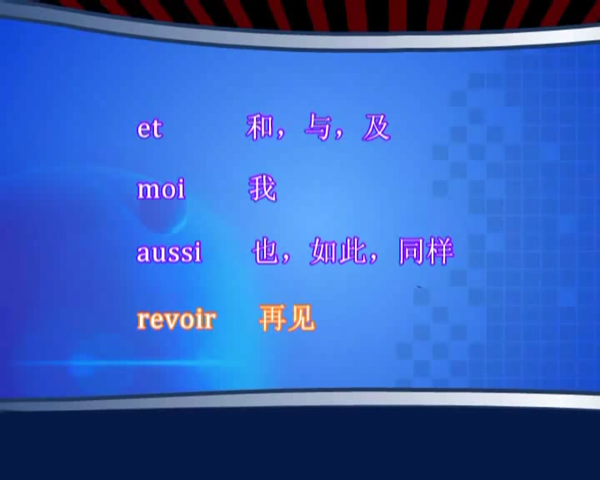 et 和，与，及
moi 我
aussi 也，如此，同样
revoir 再见